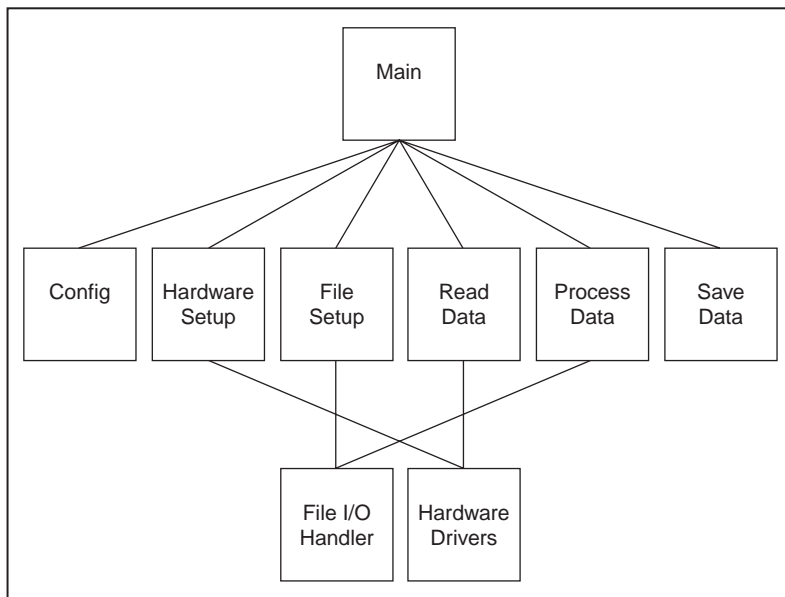 Main
Config
Hardware
Setup
File
Setup
Read
Data
Process
Data
Save
Data
File I/O
Handler
Hardware
Drivers